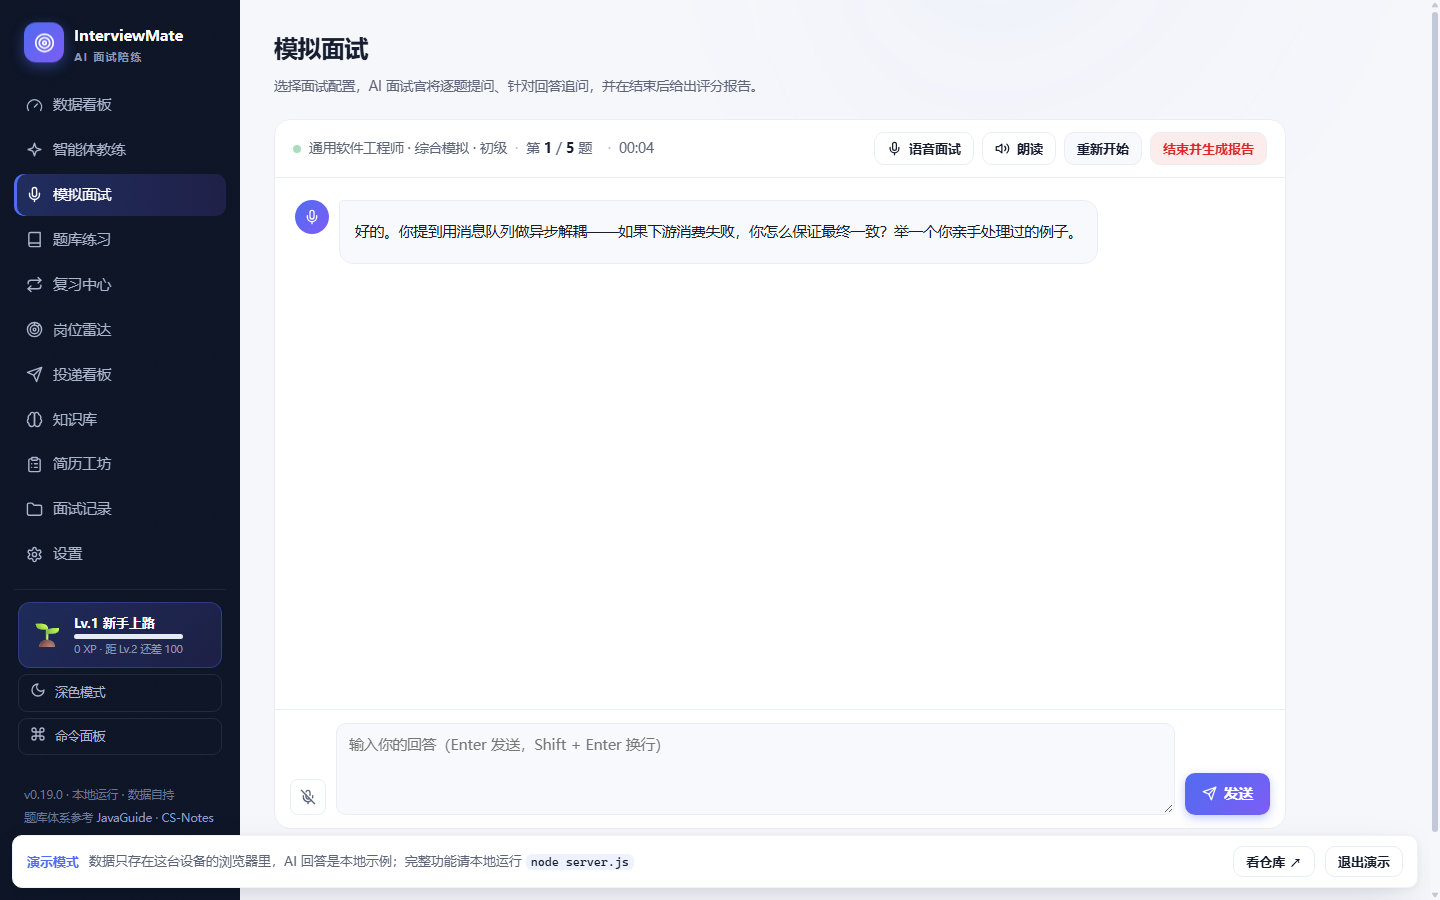 InterviewMate
AI 面试陪练
数据看板
智能体教练
模拟面试
题库练习
复习中心
岗位雷达
投递看板
知识库
简历工坊
面试记录
设置
Lv.1 新手上路
0 XP · 距 Lv.2 还差 100
深色模式
命令面板
v0.19.0 · 本地运行 · 数据自持
题库体系参考 JavaGuide · CS-Notes
模拟面试
选择面试配置，AI 面试官将逐题提问、针对回答追问，并在结束后给出评分报告。
通用软件工程师 · 综合模拟 · 初级 · 第 1 / 5 题 · 00:04
语音面试
朗读
重新开始
结束并生成报告
好的。你提到用消息队列做异步解耦——如果下游消费失败，你怎么保证最终一致？举一个你亲手处理过的例子。
输入你的回答（Enter 发送，Shift + Enter 换行）
发送
演示模式 数据只存在这台设备的浏览器里，AI 回答是本地示例；完整功能请本地运行 node server.js
看仓库 ↗
退出演示